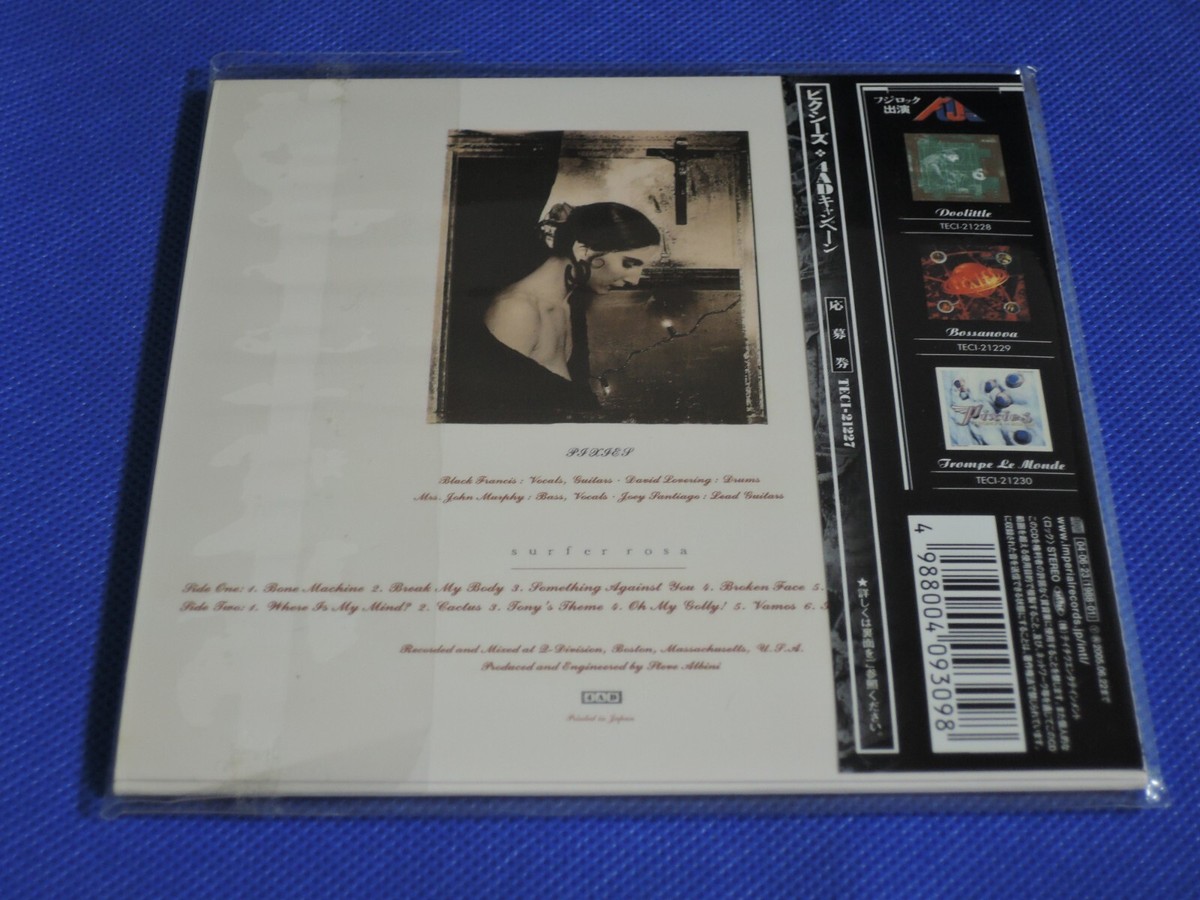 PIXIES
Black Francis : Vocals, Guitars · David Lovering : Drums
Mrs. John Murphy : Bass, Vocals · Joey Santiago : Lead Guitars
surfer rosa
Side One: 1. Bone Machine 2. Break My Body 3. Something Against You 4. Broken Face 5.
Side Two: 1. Where Is My Mind? 2. Cactus 3. Tony's Theme 4. Oh My Golly! 5. Vamos 6.
Recorded and Mixed at Q-Division, Boston, Massachusetts, U.S.A.
Produced and Engineered by Steve Albini
4AD
Printed in Japan
ピクシーズ 4ADキャンペーン
応募券
TECI-21227
★詳しくは裏面をご参照ください。
フジロック
出演
Doolittle
TECI-21228
Bossanova
TECI-21229
Pixies
Trompe Le Monde
TECI-21230
4 988004 093098
www.imperialrecords.jp/intl/